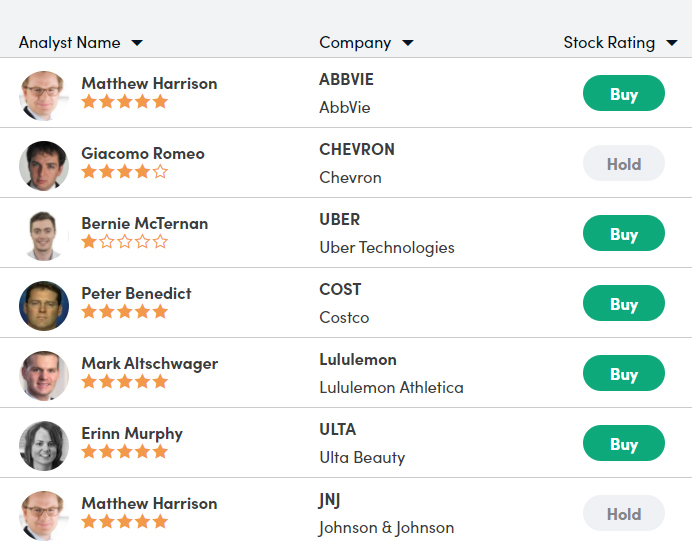 Analyst Name Company Stock Rating
Matthew Harrison ABBVIE
AbbVie Buy
Giacomo Romeo CHEVRON
Chevron Hold
Bernie McTernan UBER
Uber Technologies Buy
Peter Benedict COST
Costco Buy
Mark Altschwager Lululemon
Lululemon Athletica Buy
Erinn Murphy ULTA
Ulta Beauty Buy
Matthew Harrison JNJ
Johnson & Johnson Hold